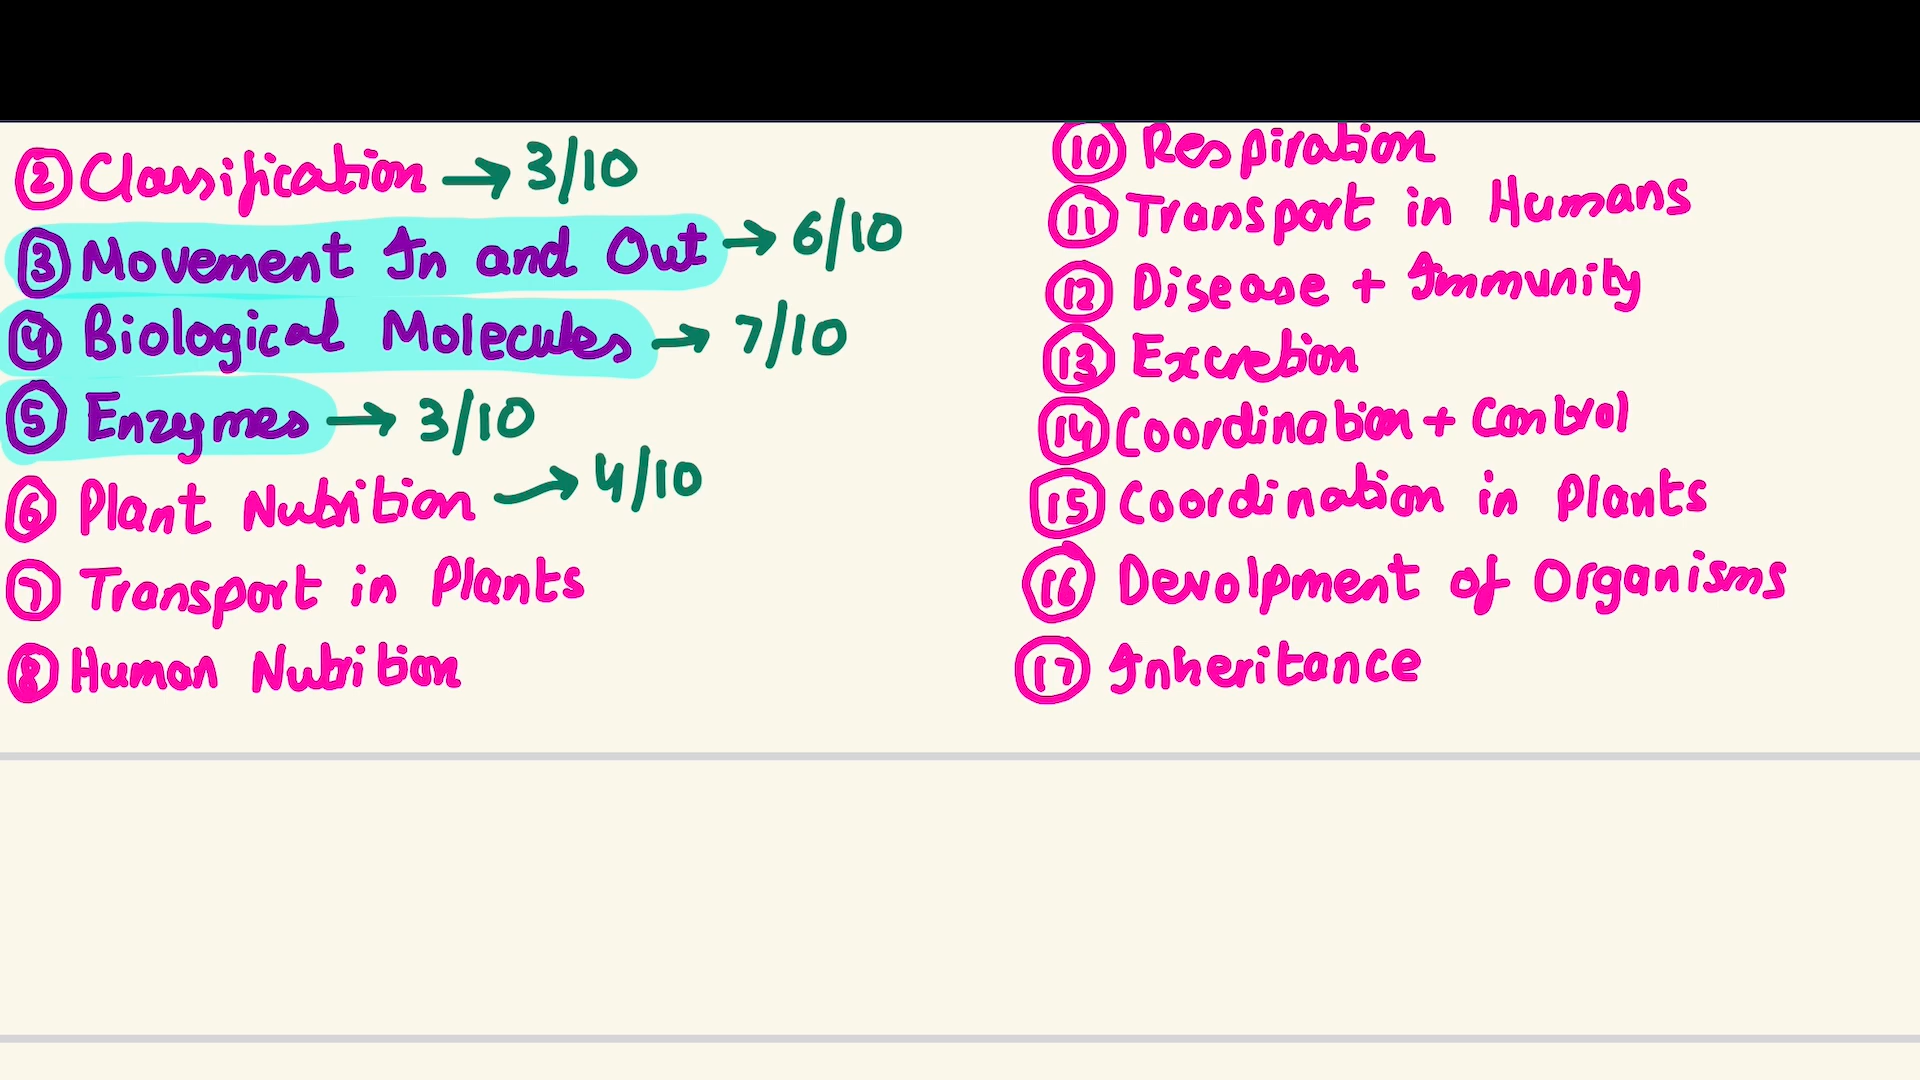 ② Classification → 3/10
③ Movement In and Out → 6/10
④ Biological Molecules → 7/10
⑤ Enzymes → 3/10
⑥ Plant Nutrition → 4/10
⑦ Transport in Plants
⑧ Human Nutrition
⑩ Respiration
⑪ Transport in Humans
⑫ Disease + Immunity
⑬ Excretion
⑭ Coordination + Control
⑮ Coordination in Plants
⑯ Devolpment of Organisms
⑰ Inheritance